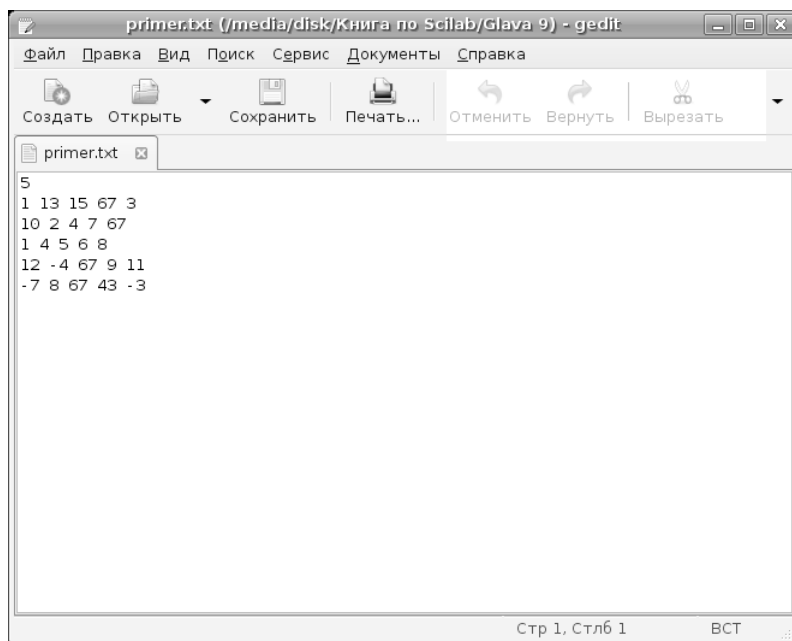 primer.txt (/media/disk/Книга по Scilab/Glava 9) - gedit
Файл Правка Вид Поиск Сервис Документы Справка
Создать Открыть Сохранить Печать... Отменить Вернуть Вырезать
primer.txt
5
1 13 15 67 3
10 2 4 7 67
1 4 5 6 8
12 -4 67 9 11
-7 8 67 43 -3
Стр 1, Стлб 1 ВСТ